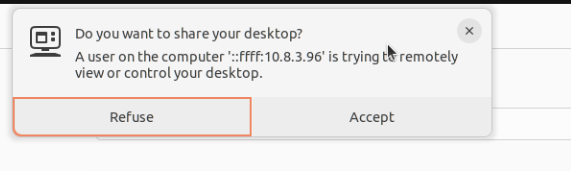 Do you want to share your desktop?
A user on the computer '::ffff:10.8.3.96' is trying to remotely
view or control your desktop.
Refuse
Accept